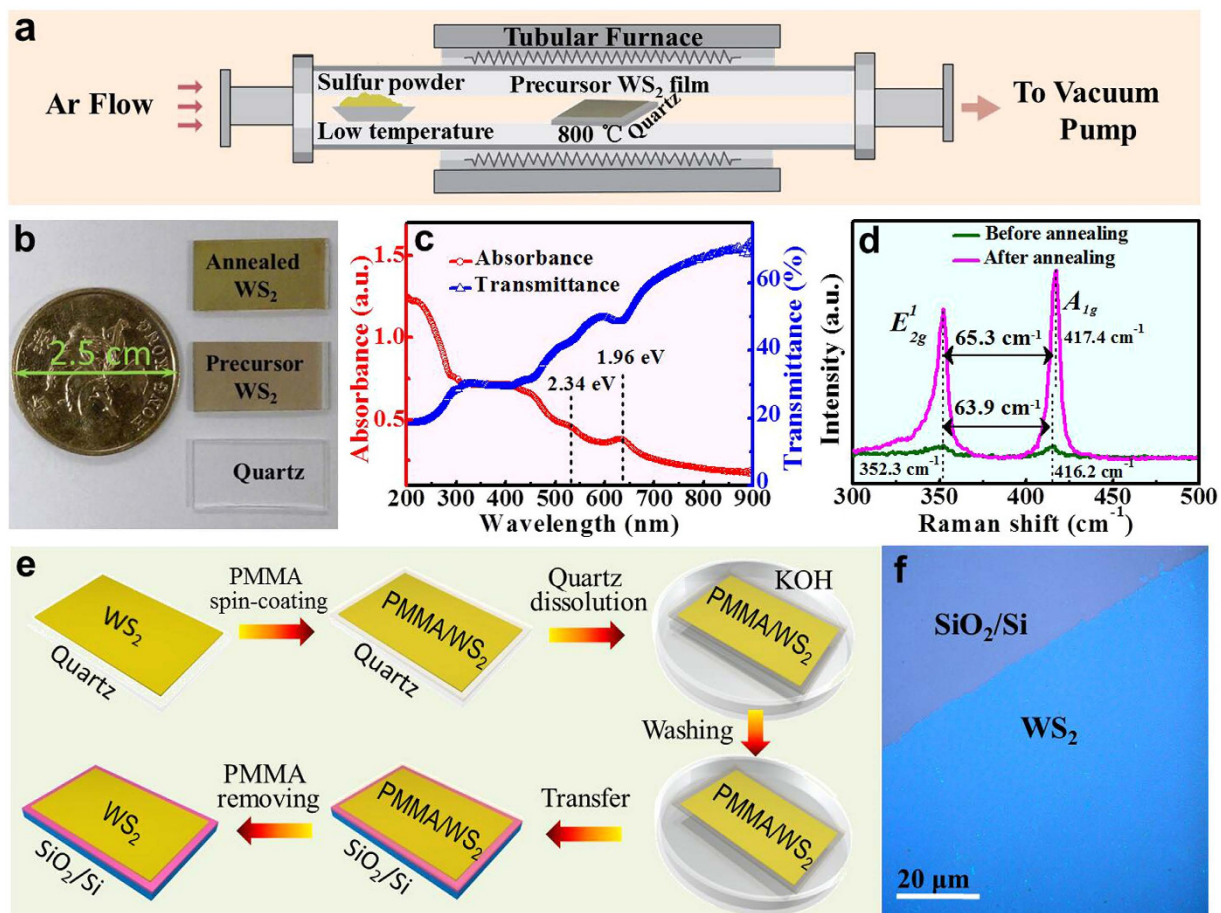 a
Tubular Furnace
Sulfur powder
Precursor WS₂ film
Ar Flow
Low temperature
800 ℃
Quartz
To Vacuum
Pump
b
Annealed
WS₂
2.5 cm
Precursor
WS₂
Quartz
c
Absorbance
Transmittance
1.96 eV
2.34 eV
Absorbance (a.u.)
1.5
1.0
0.5
Transmittance (%)
60
40
20
0
200 300 400 500 600 700 800 900
Wavelength (nm)
d
Before annealing
After annealing
E¹₂g
A₁g
65.3 cm⁻¹
417.4 cm⁻¹
63.9 cm⁻¹
352.3 cm⁻¹
416.2 cm⁻¹
Intensity (a.u.)
300 350 400 450 500
Raman shift (cm⁻¹)
e
WS₂
Quartz
PMMA
spin-coating
PMMA/WS₂
Quartz
Quartz
dissolution
KOH
PMMA/WS₂
Washing
PMMA/WS₂
Transfer
PMMA/WS₂
SiO₂/Si
PMMA
removing
WS₂
SiO₂/Si
f
SiO₂/Si
WS₂
20 μm